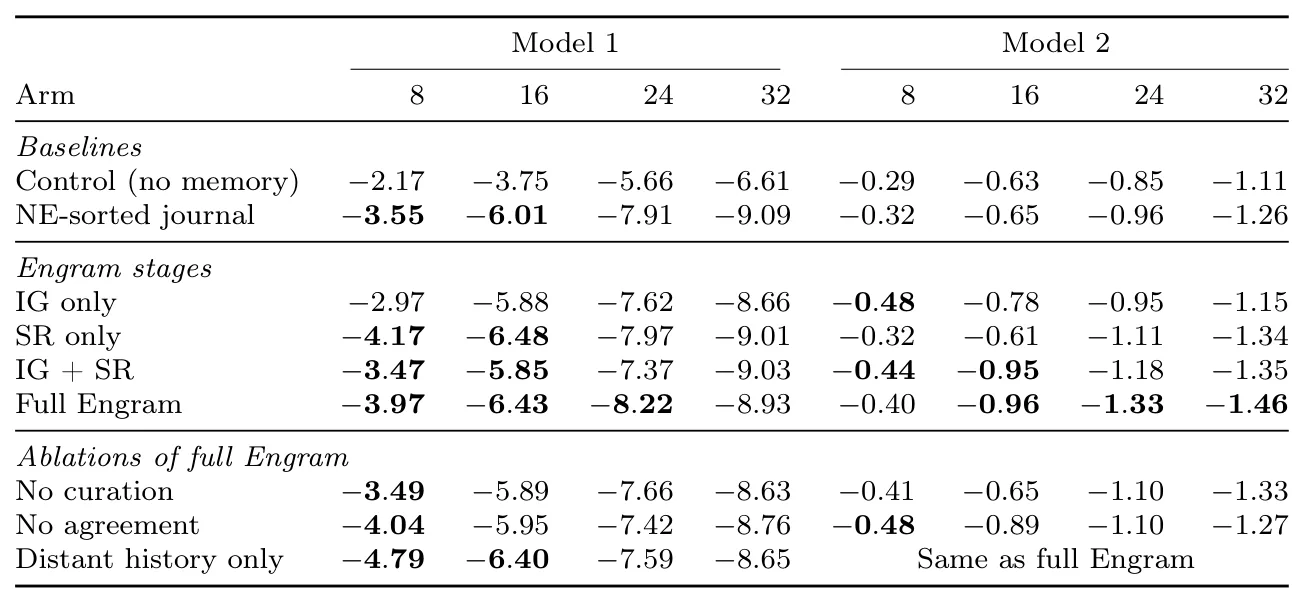 Model 1 Model 2
Arm 8 16 24 32 8 16 24 32
Baselines
Control (no memory) −2.17 −3.75 −5.66 −6.61 −0.29 −0.63 −0.85 −1.11
NE-sorted journal −3.55 −6.01 −7.91 −9.09 −0.32 −0.65 −0.96 −1.26
Engram stages
IG only −2.97 −5.88 −7.62 −8.66 −0.48 −0.78 −0.95 −1.15
SR only −4.17 −6.48 −7.97 −9.01 −0.32 −0.61 −1.11 −1.34
IG + SR −3.47 −5.85 −7.37 −9.03 −0.44 −0.95 −1.18 −1.35
Full Engram −3.97 −6.43 −8.22 −8.93 −0.40 −0.96 −1.33 −1.46
Ablations of full Engram
No curation −3.49 −5.89 −7.66 −8.63 −0.41 −0.65 −1.10 −1.33
No agreement −4.04 −5.95 −7.42 −8.76 −0.48 −0.89 −1.10 −1.27
Distant history only −4.79 −6.40 −7.59 −8.65 Same as full Engram